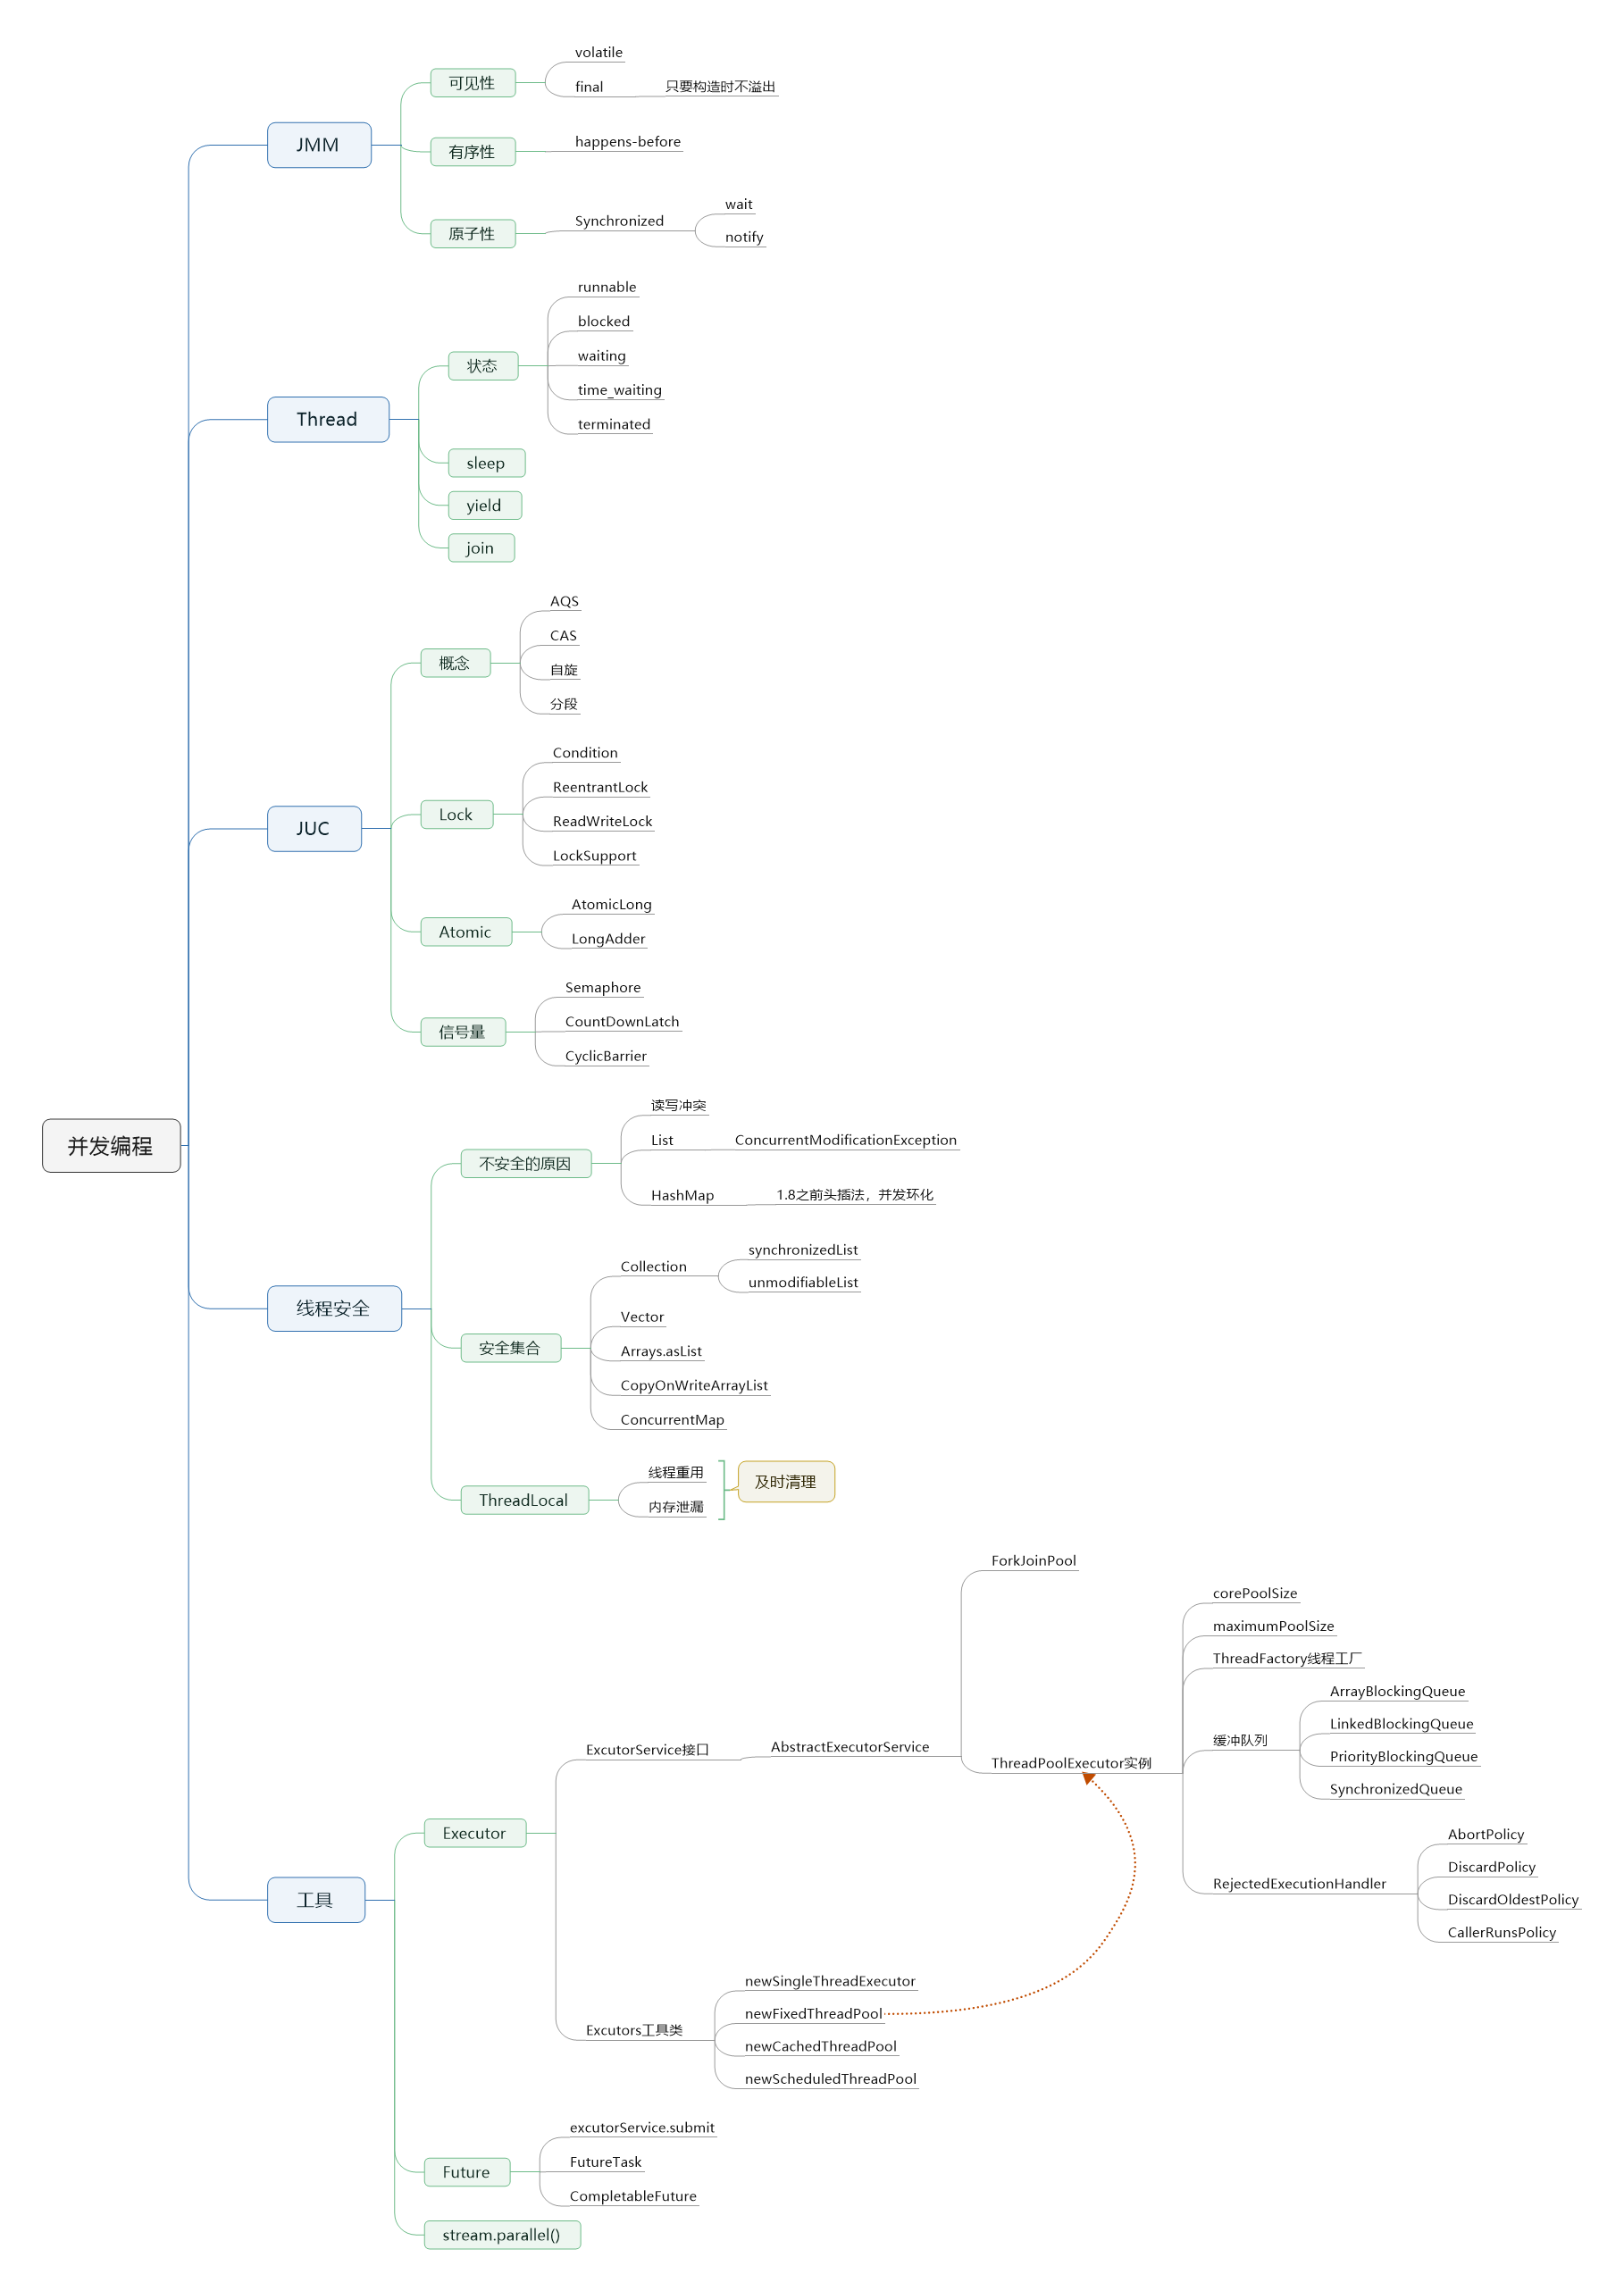 并发编程
JMM
可见性
volatile
final
只要构造时不溢出
有序性
happens-before
原子性
Synchronized
wait
notify
Thread
状态
runnable
blocked
waiting
time_waiting
terminated
sleep
yield
join
JUC
概念
AQS
CAS
自旋
分段
Lock
Condition
ReentrantLock
ReadWriteLock
LockSupport
Atomic
AtomicLong
LongAdder
信号量
Semaphore
CountDownLatch
CyclicBarrier
线程安全
不安全的原因
读写冲突
List
ConcurrentModificationException
HashMap
1.8之前头插法，并发环化
安全集合
Collection
synchronizedList
unmodifiableList
Vector
Arrays.asList
CopyOnWriteArrayList
ConcurrentMap
ThreadLocal
线程重用
内存泄漏
及时清理
工具
Executor
ExcutorService接口
AbstractExecutorService
ForkJoinPool
ThreadPoolExecutor实例
corePoolSize
maximumPoolSize
ThreadFactory线程工厂
缓冲队列
ArrayBlockingQueue
LinkedBlockingQueue
PriorityBlockingQueue
SynchronizedQueue
RejectedExecutionHandler
AbortPolicy
DiscardPolicy
DiscardOldestPolicy
CallerRunsPolicy
Excutors工具类
newSingleThreadExecutor
newFixedThreadPool
newCachedThreadPool
newScheduledThreadPool
Future
excutorService.submit
FutureTask
CompletableFuture
stream.parallel()